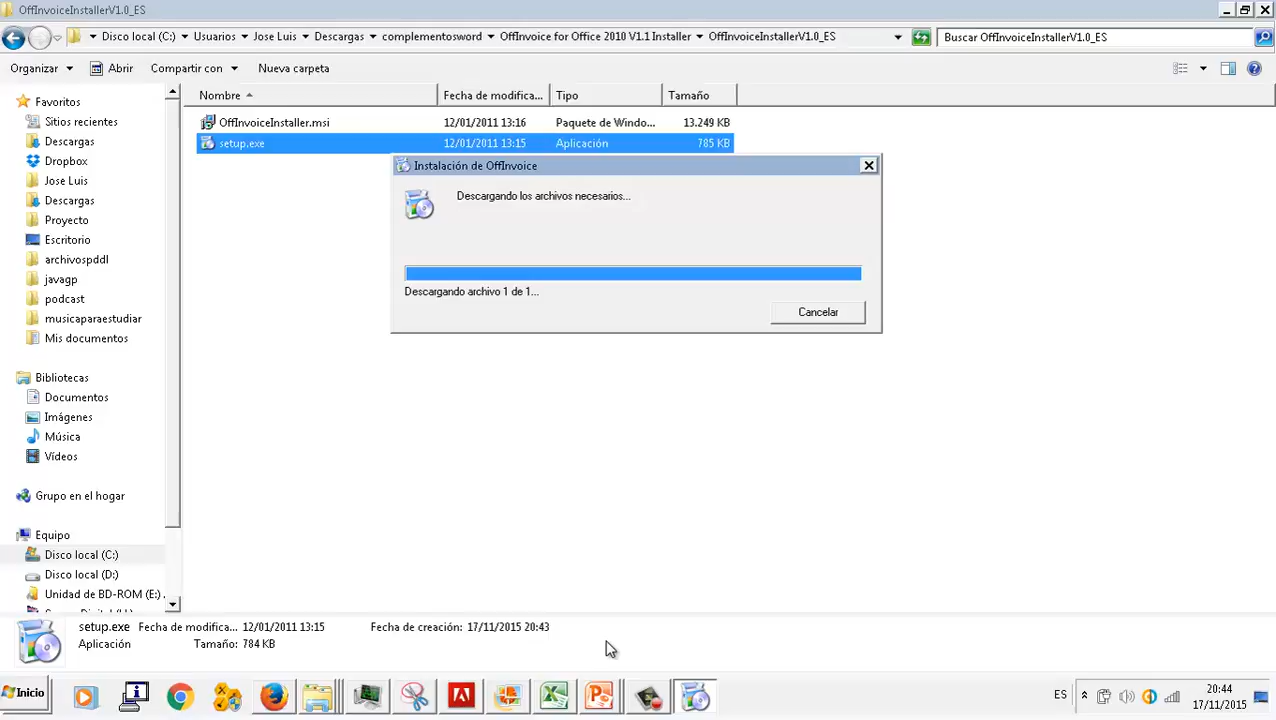 OffInvoiceInstallerV1.0_ES
Disco local (C:) Usuarios Jose Luis Descargas complementosword OffInvoice for Office 2010 V1.1 Installer OffInvoiceInstallerV1.0_ES Buscar OffInvoiceInstallerV1.0_ES
Organizar Abrir Compartir con Nueva carpeta
Nombre Fecha de modifica... Tipo Tamaño
OffInvoiceInstaller.msi 12/01/2011 13:16 Paquete de Windo... 13.249 KB
setup.exe 12/01/2011 13:15 Aplicación 785 KB
Favoritos
Sitios recientes
Descargas
Dropbox
Jose Luis
Descargas
Proyecto
Escritorio
archivospddl
javagp
podcast
musicaparaestudiar
Mis documentos
Bibliotecas
Documentos
Imágenes
Música
Vídeos
Grupo en el hogar
Equipo
Disco local (C:)
Disco local (D:)
Unidad de BD-ROM (E:)
Instalación de OffInvoice
Descargando los archivos necesarios...
Descargando archivo 1 de 1...
Cancelar
setup.exe Fecha de modifica... 12/01/2011 13:15 Fecha de creación: 17/11/2015 20:43
Aplicación Tamaño: 784 KB
Inicio
ES
20:44
17/11/2015